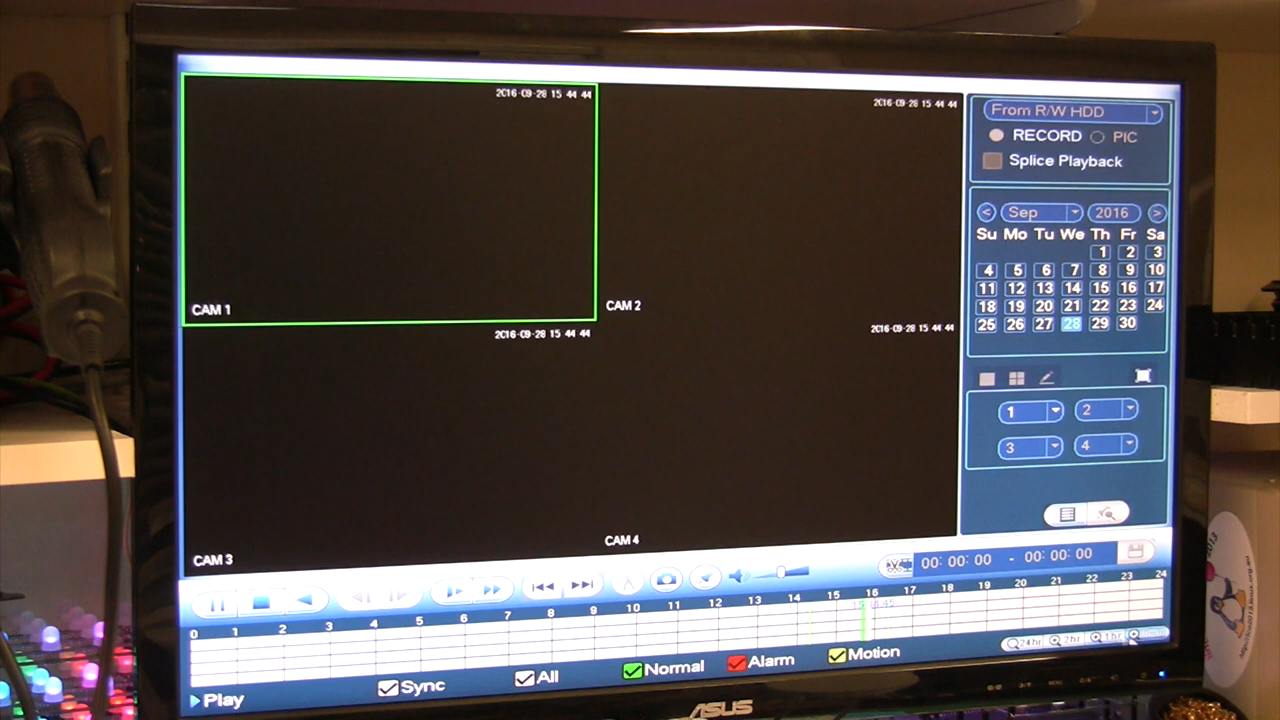 2016-09-28 15 44 44
2016-09-28 15 44 44
CAM 1
CAM 2
2016-09-28 15 44 44
2016-09-28 15 44 44
CAM 3
CAM 4
From R/W HDD
RECORD PIC
Splice Playback
< Sep 2016 >
Su Mo Tu We Th Fr Sa
1 2 3
4 5 6 7 8 9 10
11 12 13 14 15 16 17
18 19 20 21 22 23 24
25 26 27 28 29 30
1 2
3 4
00: 00: 00 - 00: 00: 00
0 1 2 3 4 5 6 7 8 9 10 11 12 13 14 15 16 17 18 19 20 21 22 23 24
24hr 2hr 1hr
Sync All Normal Alarm Motion
Play
ASUS
2013